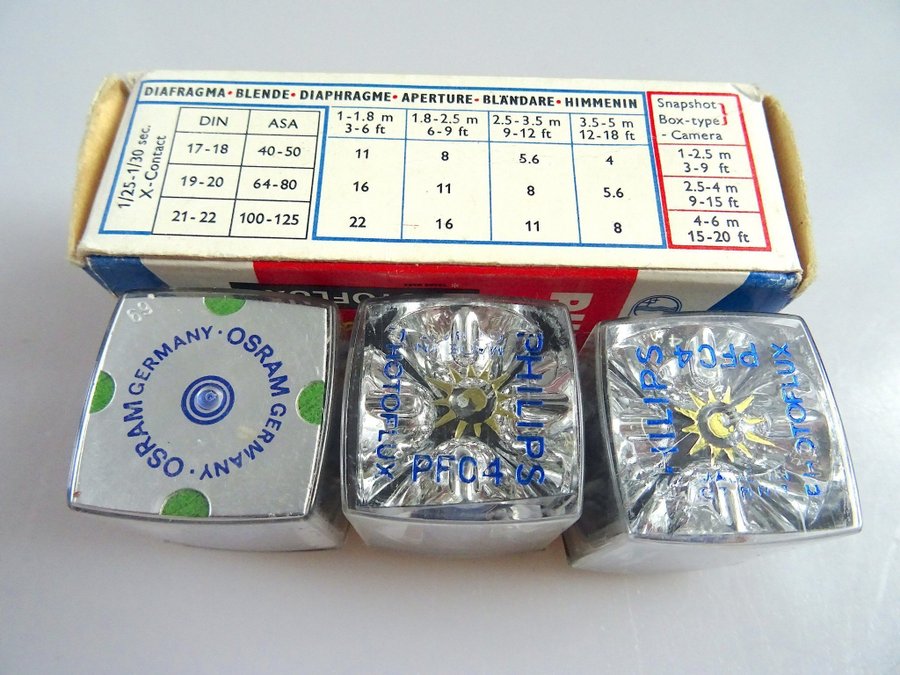 DIAFRAGMA • BLENDE • DIAPHRAGME • APERTURE • BLÄNDARE • HIMMENIN
1/25-1/30 sec.
X-Contact
DIN ASA 1-1.8 m 1.8-2.5 m 2.5-3.5 m 3.5-5 m
3-6 ft 6-9 ft 9-12 ft 12-18 ft
17-18 40-50 11 8 5.6 4
19-20 64-80 16 11 8 5.6
21-22 100-125 22 16 11 8
Snapshot
Box-type
- Camera
1-2.5 m
3-9 ft
2.5-4 m
9-15 ft
4-6 m
15-20 ft
OSRAM GERMANY · OSRAM GERMANY ·
69
PHILIPS
PHOTOFLUX
PFC4
PHILIPS
PFC4
PHOTOFLUX